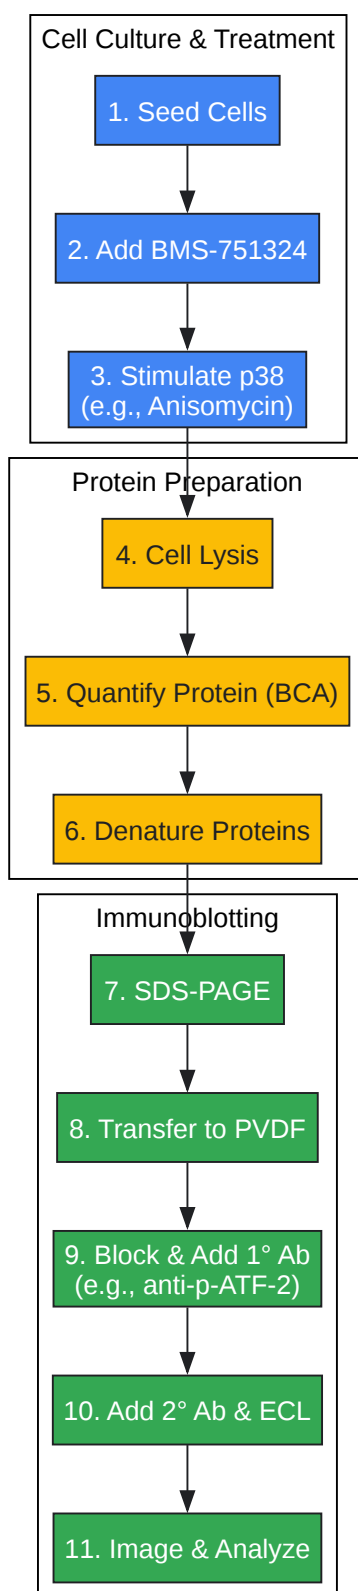 Cell Culture & Treatment
1. Seed Cells
2. Add BMS-751324
3. Stimulate p38
(e.g., Anisomycin)
Protein Preparation
4. Cell Lysis
5. Quantify Protein (BCA)
6. Denature Proteins
Immunoblotting
7. SDS-PAGE
8. Transfer to PVDF
9. Block & Add 1° Ab
(e.g., anti-p-ATF-2)
10. Add 2° Ab & ECL
11. Image & Analyze